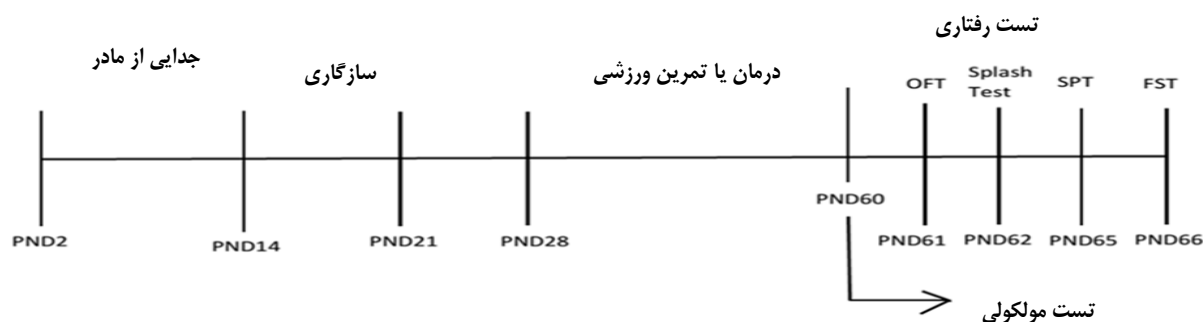 تست رفتاری
جدایی از مادر
سازگاری
درمان یا تمرین ورزشی
OFT
Splash
Test
SPT
FST
PND2
PND14
PND21
PND28
PND60
PND61
PND62
PND65
PND66
تست مولکولی